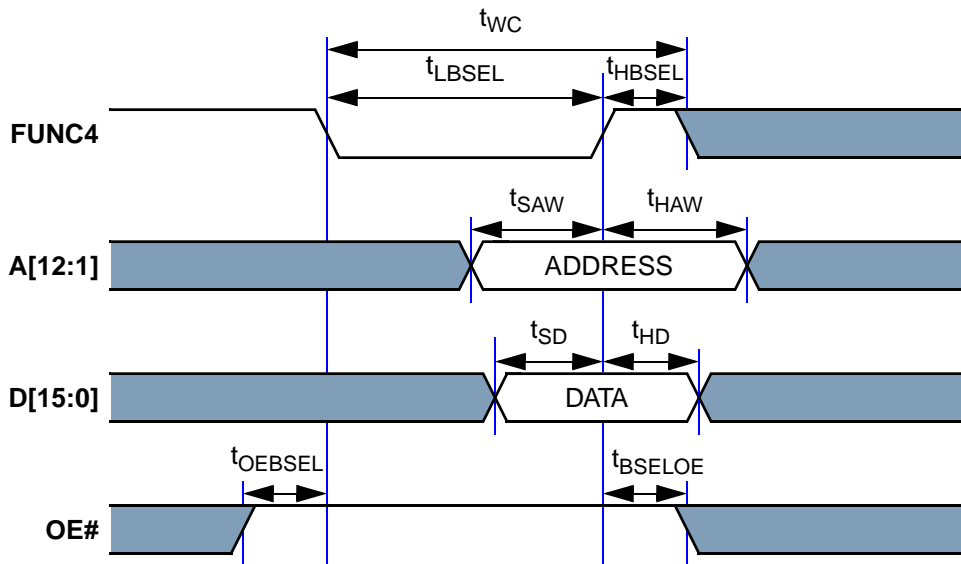 tWC
tLBSEL tHBSEL
FUNC4
tSAW tHAW
A[12:1] ADDRESS
tSD tHD
D[15:0] DATA
tOEBSEL tBSELOE
OE#